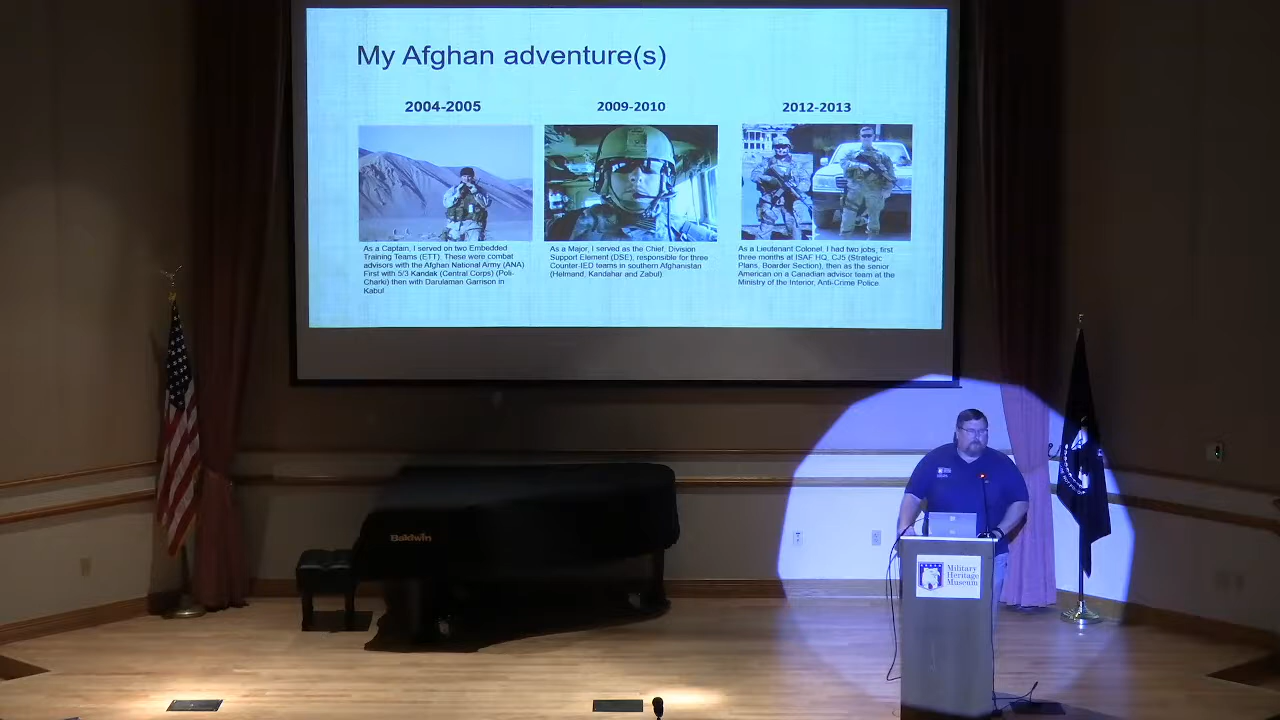 My Afghan adventure(s)
2004-2005
As a Captain, I served on two Embedded
Training Teams (ETT). These were combat
advisors with the Afghan National Army (ANA)
First with 5/3 Kandak (Central Corps) (Poli-
Charki) then with Darulaman Garrison in
Kabul
2009-2010
As a Major, I served as the Chief, Division
Support Element (DSE), responsible for three
Counter-IED teams in southern Afghanistan
(Helmand, Kandahar and Zabul)
2012-2013
As a Lieutenant Colonel, I had two jobs, first
three months at ISAF HQ, CJ5 (Strategic
Plans, Boarder Section), then as the senior
American on a Canadian advisor team at the
Ministry of the Interior, Anti-Crime Police.
Baldwin
Military
Heritage
Museum